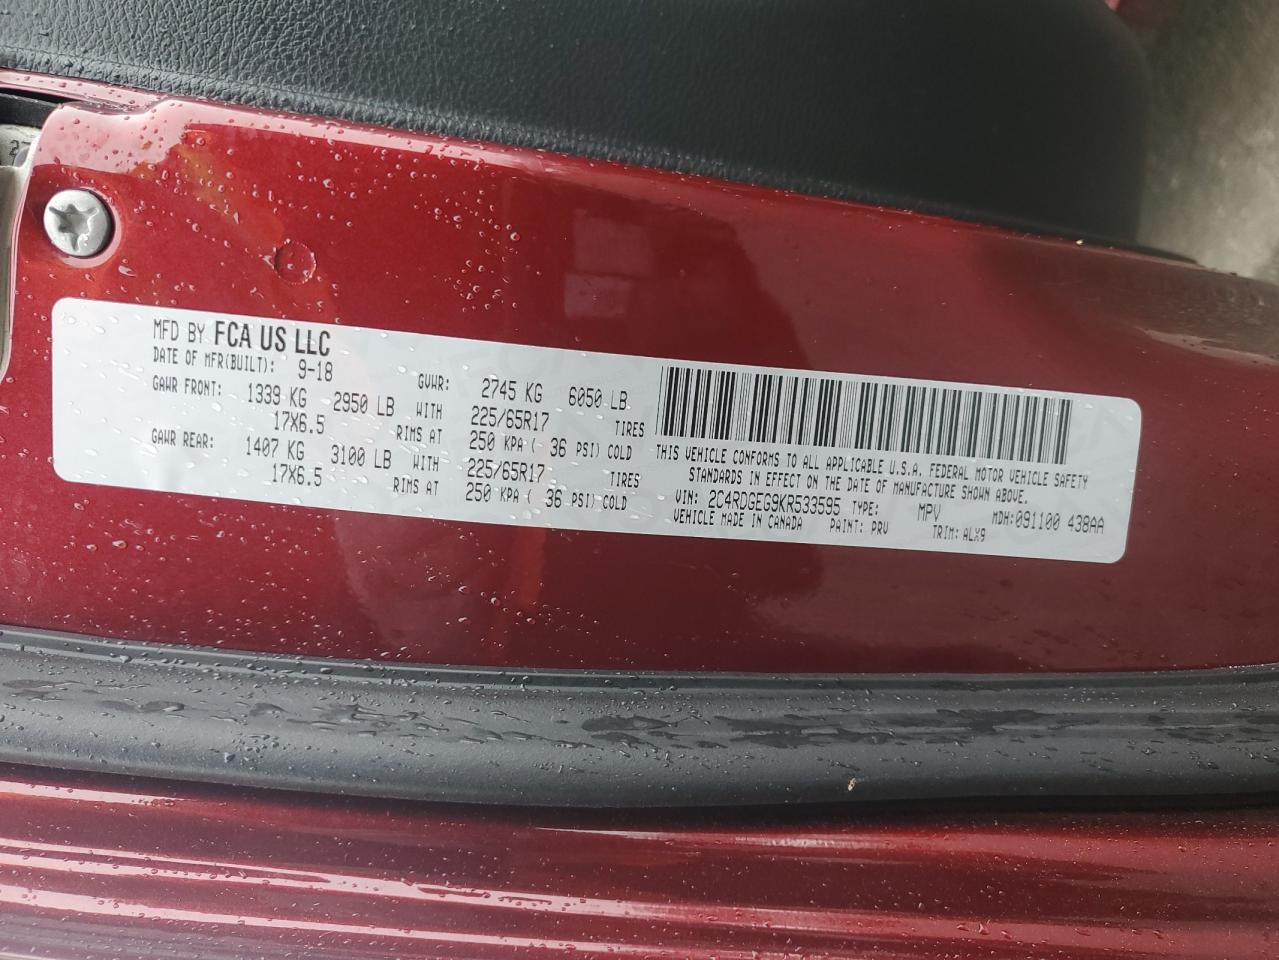 27
MFD BY FCA US LLC
DATE OF MFR(BUILT): 9-18 GVWR: 2745 KG 6050 LB
GAWR FRONT: 1339 KG 2950 LB WITH 225/65R17 TIRES
17X6.5 RIMS AT 250 KPA ( 36 PSI) COLD
GAWR REAR: 1407 KG 3100 LB WITH 225/65R17 TIRES
17X6.5 RIMS AT 250 KPA ( 36 PSI) COLD
THIS VEHICLE CONFORMS TO ALL APPLICABLE U.S.A. FEDERAL MOTOR VEHICLE SAFETY
STANDARDS IN EFFECT ON THE DATE OF MANUFACTURE SHOWN ABOVE.
VIN: 2C4RDGEG9KR533595 TYPE: MPV MDH:091100 438AA
VEHICLE MADE IN CANADA PAINT: PRV TRIM: ALX9